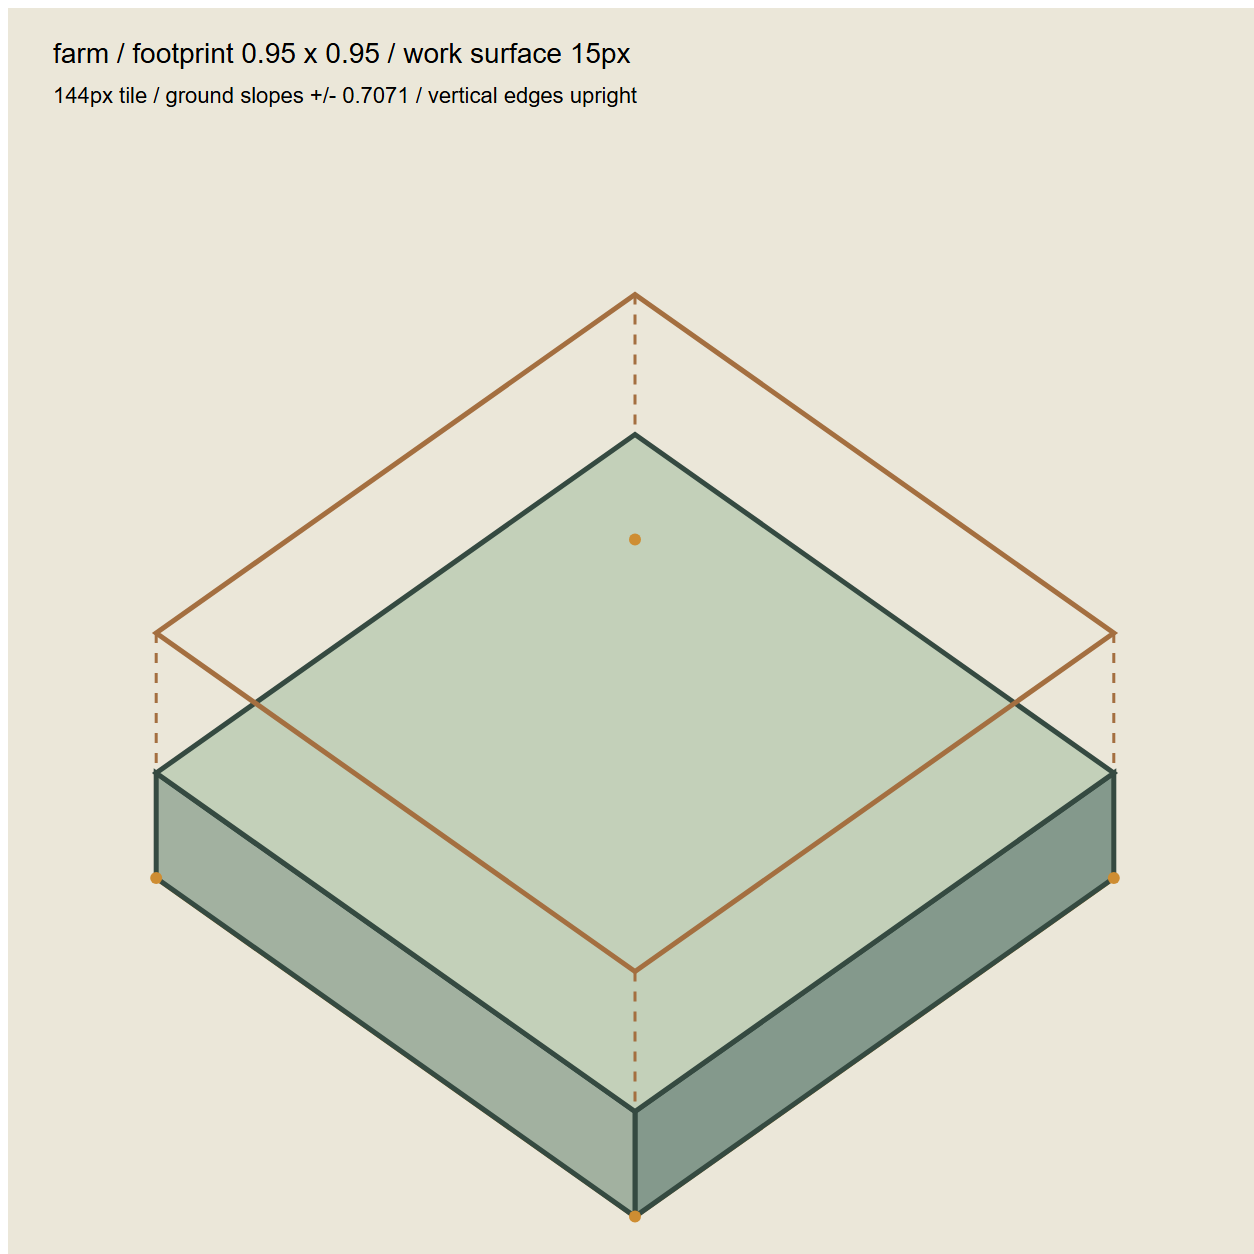 farm / footprint 0.95 x 0.95 / work surface 15px
144px tile / ground slopes +/- 0.7071 / vertical edges upright